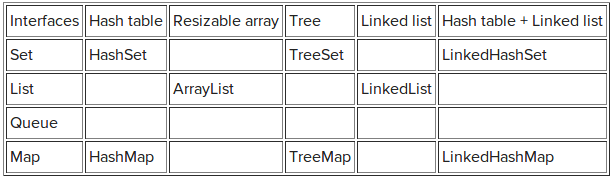 Interfaces Hash table Resizable array Tree Linked list Hash table + Linked list
Set HashSet TreeSet LinkedHashSet
List ArrayList LinkedList
Queue
Map HashMap TreeMap LinkedHashMap